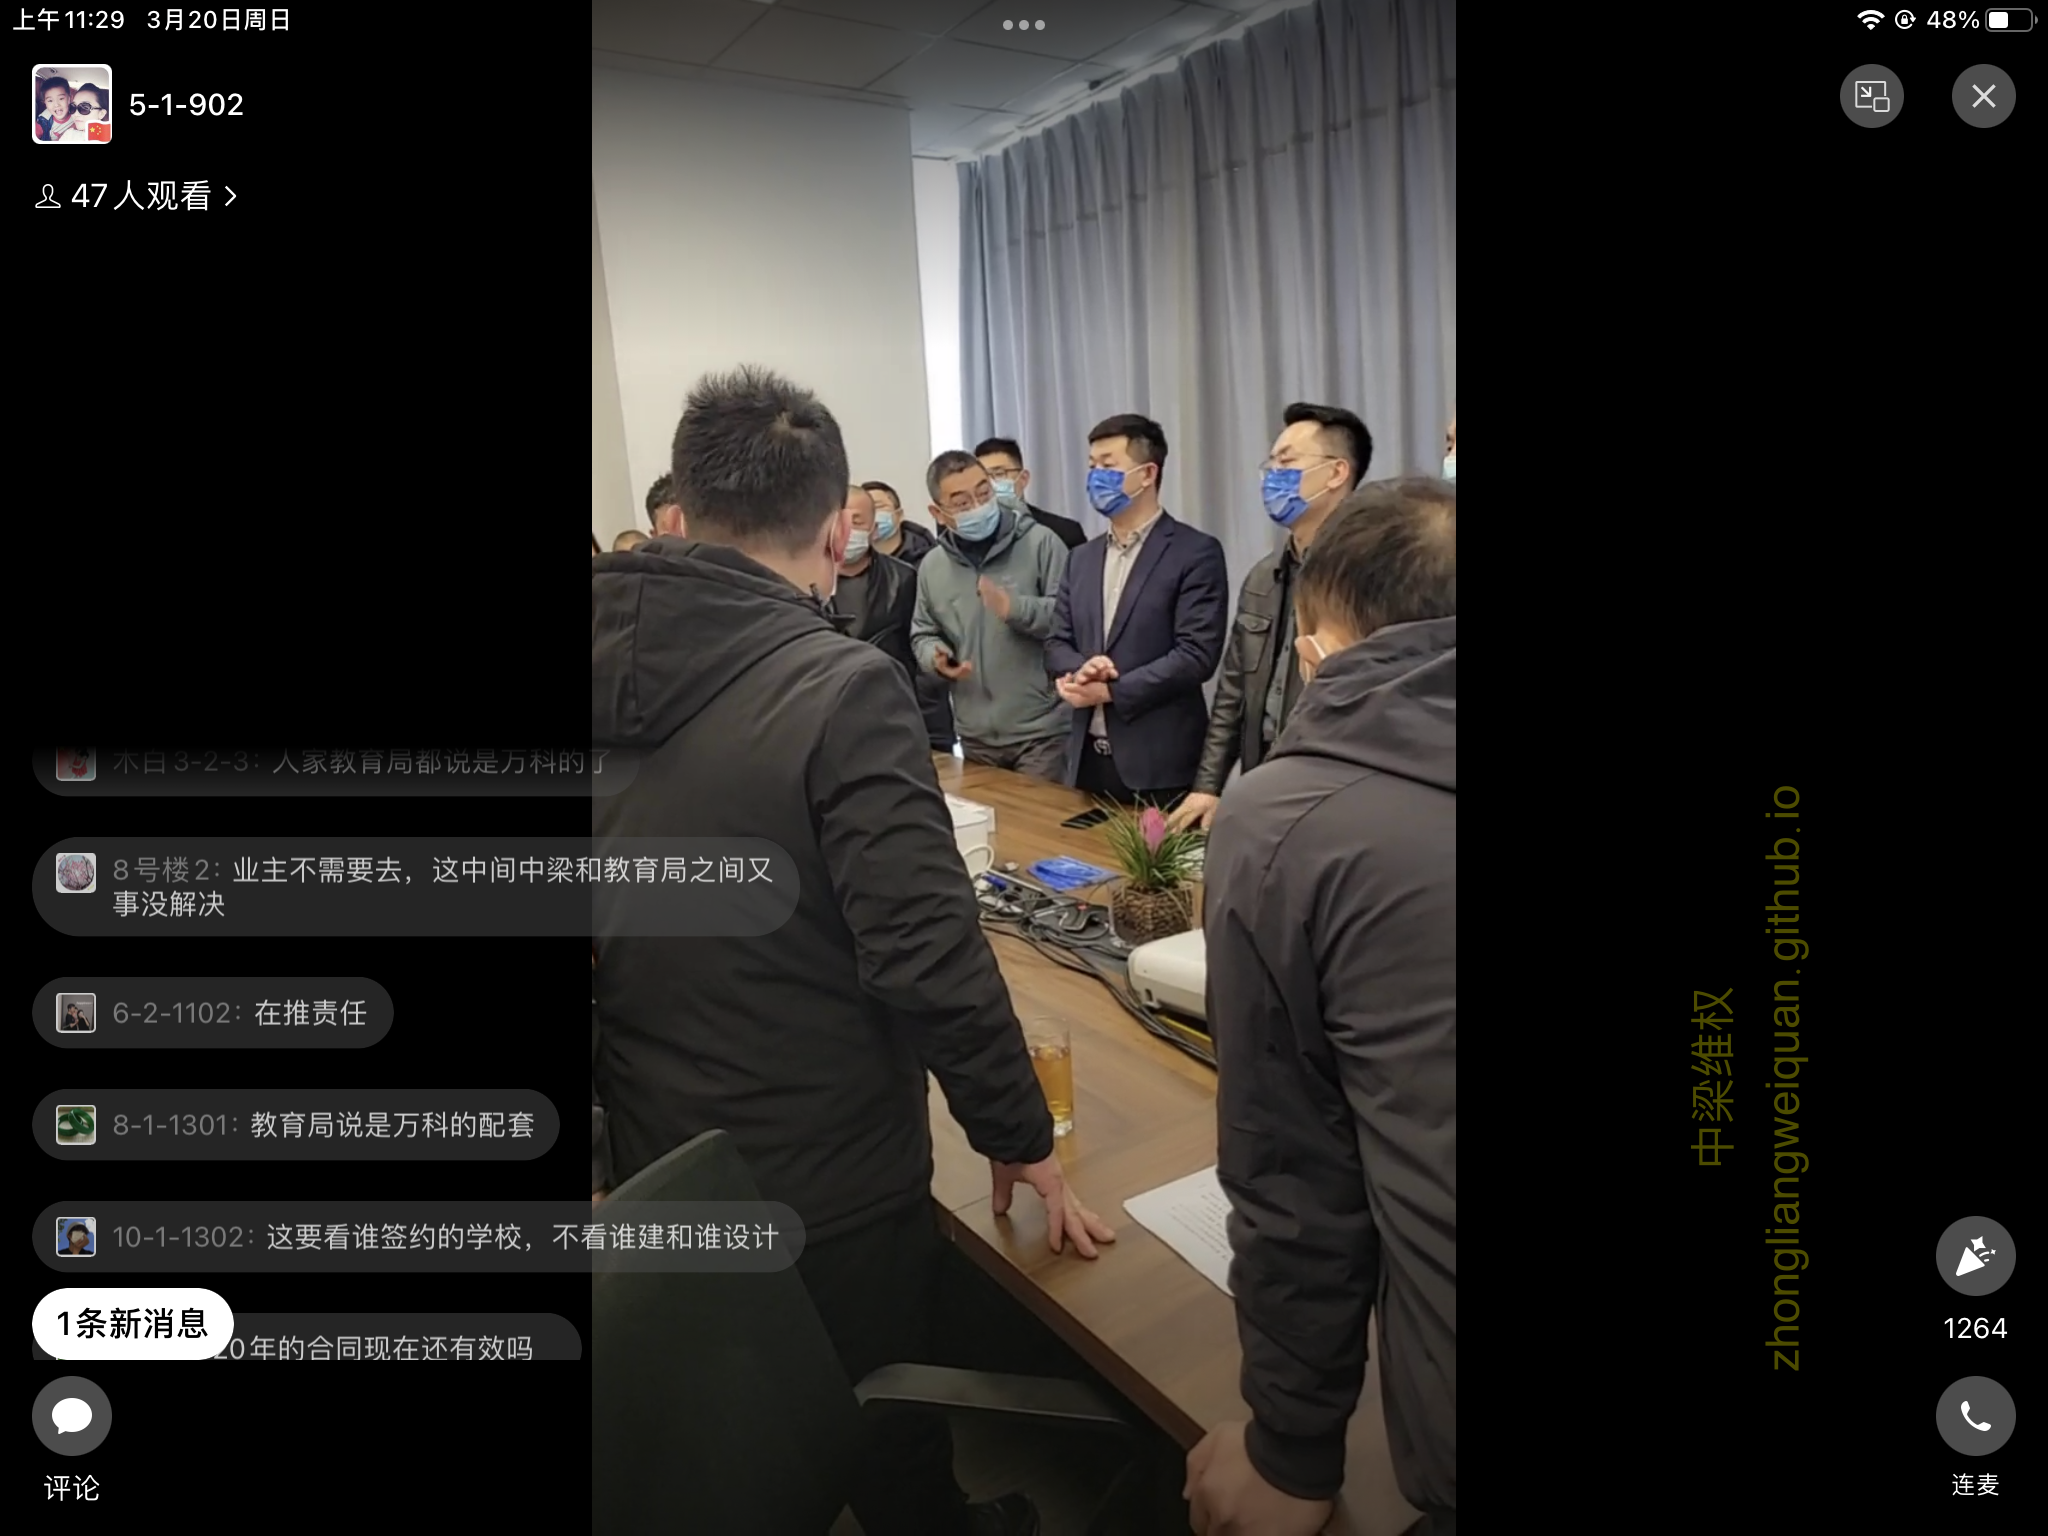 上午11:29 3月20日周日
48%
5-1-902
47人观看
木白3-2-3：人家教育局都说是万科的了
8号楼2：业主不需要去，这中间中梁和教育局之间又
事没解决
6-2-1102：在推责任
8-1-1301：教育局说是万科的配套
10-1-1302：这要看谁签约的学校，不看谁建和谁设计
1条新消息
20年的合同现在还有效吗
评论
中梁维权
zhongliangweiquan.github.io
1264
连麦